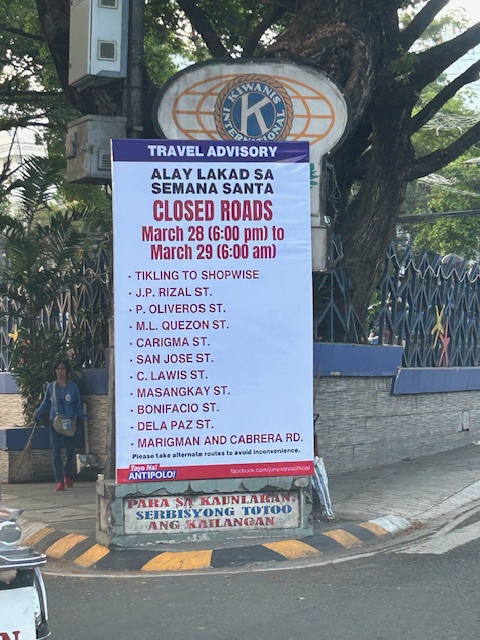 KIWANIS
K
INTERNATIONAL
TRAVEL ADVISORY
ALAY LAKAD SA
SEMANA SANTA
CLOSED ROADS
March 28 (6:00 pm) to
March 29 (6:00 am)
· TIKLING TO SHOPWISE
· J.P. RIZAL ST.
· P. OLIVEROS ST.
· M.L. QUEZON ST.
· CARIGMA ST.
· SAN JOSE ST.
· C. LAWIS ST.
· MASANGKAY ST.
· BONIFACIO ST.
· DELA PAZ ST.
· MARIGMAN AND CABRERA RD.
Please take alternate routes to avoid inconvenience.
Tayo Na!
ANTIPOLO!
PARA SA KAUNLARAN,
SERBISYONG TOTOO
ANG KAILANGAN